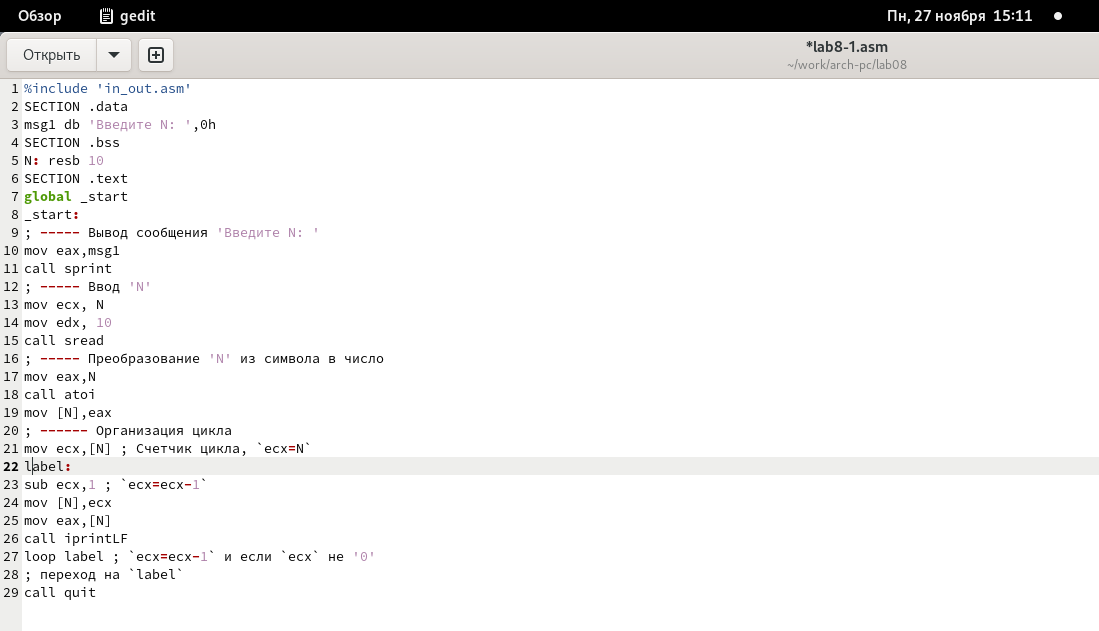 Обзор gedit Пн, 27 ноября 15:11
Открыть *lab8-1.asm
~/work/arch-pc/lab08
1 %include 'in_out.asm'
2 SECTION .data
3 msg1 db 'Введите N: ',0h
4 SECTION .bss
5 N: resb 10
6 SECTION .text
7 global _start
8 _start:
9 ; ----- Вывод сообщения 'Введите N: '
10 mov eax,msg1
11 call sprint
12 ; ----- Ввод 'N'
13 mov ecx, N
14 mov edx, 10
15 call sread
16 ; ----- Преобразование 'N' из символа в число
17 mov eax,N
18 call atoi
19 mov [N],eax
20 ; ------ Организация цикла
21 mov ecx,[N] ; Счетчик цикла, `ecx=N`
22 label:
23 sub ecx,1 ; `ecx=ecx-1`
24 mov [N],ecx
25 mov eax,[N]
26 call iprintLF
27 loop label ; `ecx=ecx-1` и если `ecx` не '0'
28 ; переход на `label`
29 call quit